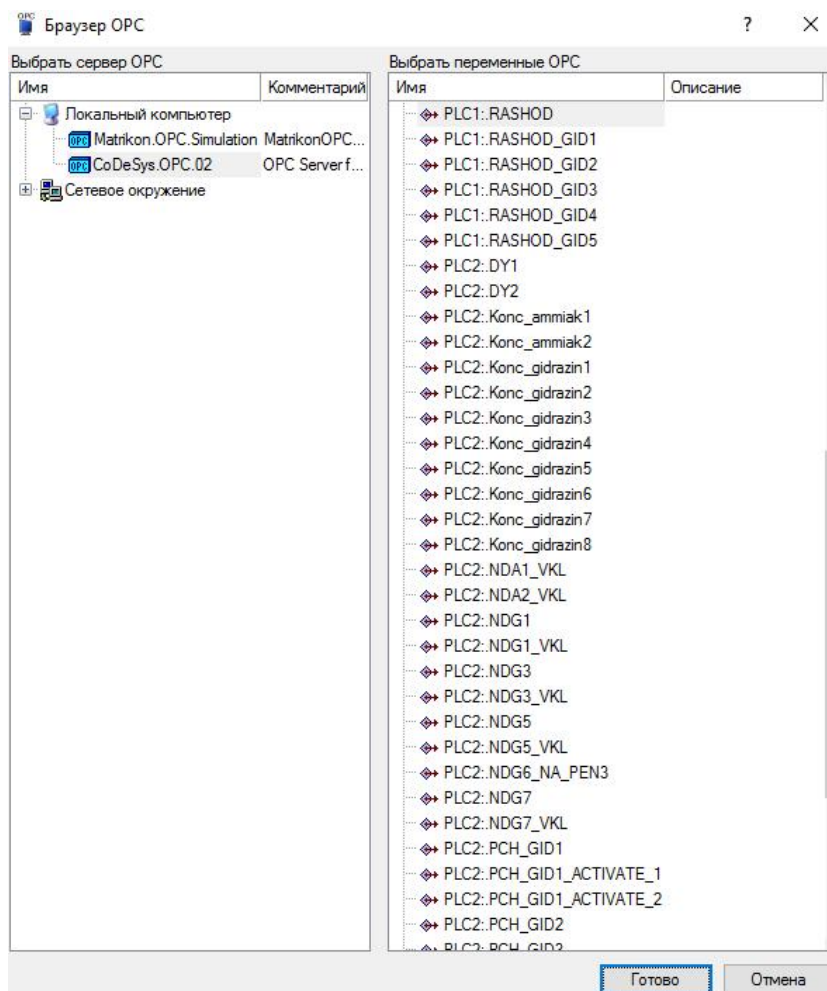 Браузер OPC
?
Выбрать сервер OPC
Имя Комментарий
Локальный компьютер
Matrikon.OPC.Simulation MatrikonOPC...
CoDeSys.OPC.02 OPC Server f...
Сетевое окружение
Выбрать переменные OPC
Имя Описание
PLC1:.RASHOD
PLC1:.RASHOD_GID1
PLC1:.RASHOD_GID2
PLC1:.RASHOD_GID3
PLC1:.RASHOD_GID4
PLC1:.RASHOD_GID5
PLC2:.DY1
PLC2:.DY2
PLC2:.Konc_ammiak1
PLC2:.Konc_ammiak2
PLC2:.Konc_gidrazin1
PLC2:.Konc_gidrazin2
PLC2:.Konc_gidrazin3
PLC2:.Konc_gidrazin4
PLC2:.Konc_gidrazin5
PLC2:.Konc_gidrazin6
PLC2:.Konc_gidrazin7
PLC2:.Konc_gidrazin8
PLC2:.NDA1_VKL
PLC2:.NDA2_VKL
PLC2:.NDG1
PLC2:.NDG1_VKL
PLC2:.NDG3
PLC2:.NDG3_VKL
PLC2:.NDG5
PLC2:.NDG5_VKL
PLC2:.NDG6_NA_PEN3
PLC2:.NDG7
PLC2:.NDG7_VKL
PLC2:.PCH_GID1
PLC2:.PCH_GID1_ACTIVATE_1
PLC2:.PCH_GID1_ACTIVATE_2
PLC2:.PCH_GID2
Готово Отмена